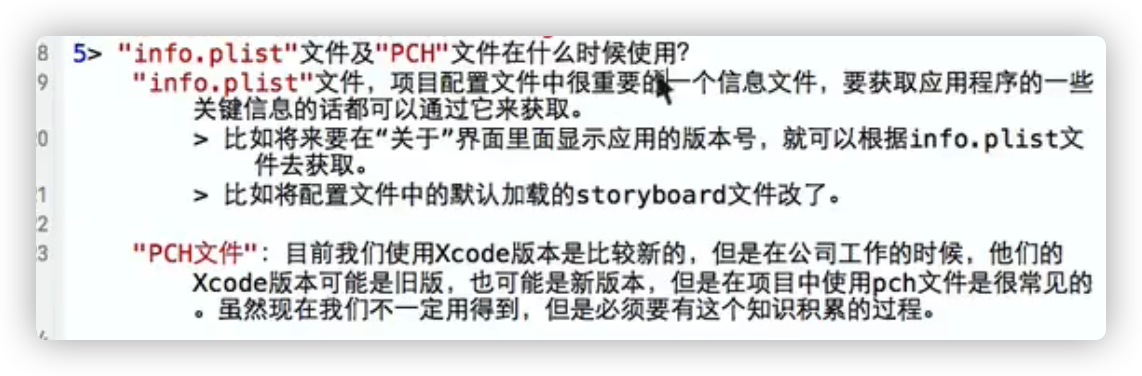 8 5> "info.plist"文件及"PCH"文件在什么时候使用?
9 "info.plist"文件，项目配置文件中很重要的一个信息文件，要获取应用程序的一些
关键信息的话都可以通过它来获取。
0 > 比如将来要在“关于”界面里面显示应用的版本号，就可以根据info.plist文
件去获取。
1 > 比如将配置文件中的默认加载的storyboard文件改了。
2
3 "PCH文件"：目前我们使用Xcode版本是比较新的，但是在公司工作的时候，他们的
Xcode版本可能是旧版，也可能是新版本，但是在项目中使用pch文件是很常见的
。虽然现在我们不一定用得到，但是必须要有这个知识积累的过程。